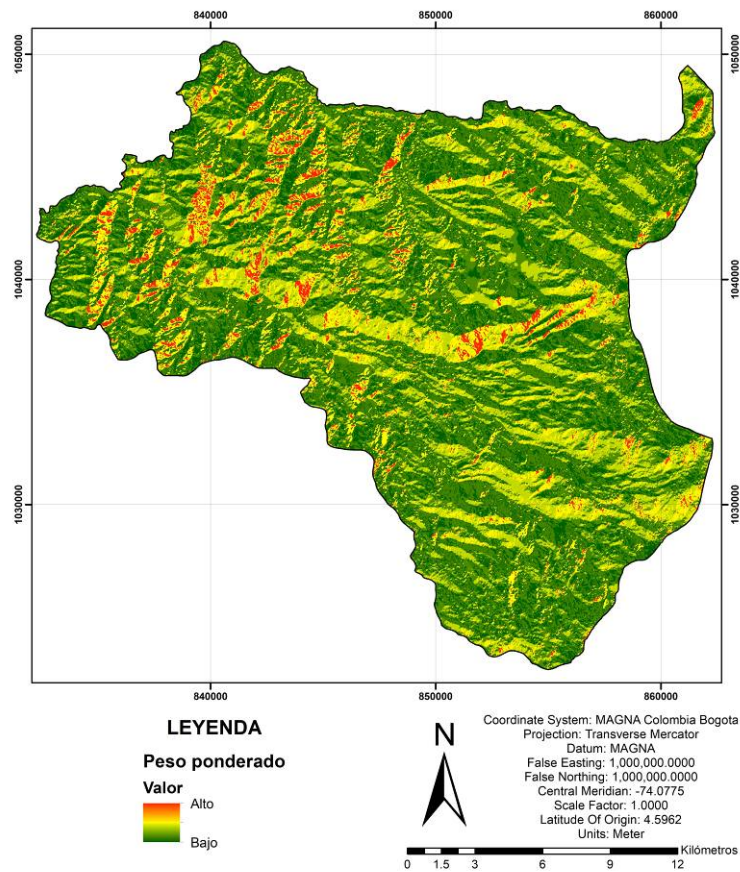 840000 850000 860000
1050000 1050000
1040000 1040000
1030000 1030000
840000 850000 860000
LEYENDA
Peso ponderado
Valor
Alto
Bajo
N
Coordinate System: MAGNA Colombia Bogota
Projection: Transverse Mercator
Datum: MAGNA
False Easting: 1,000,000.0000
False Northing: 1,000,000.0000
Central Meridian: -74.0775
Scale Factor: 1.0000
Latitude Of Origin: 4.5962
Units: Meter
Kilómetros
0 1.5 3 6 9 12